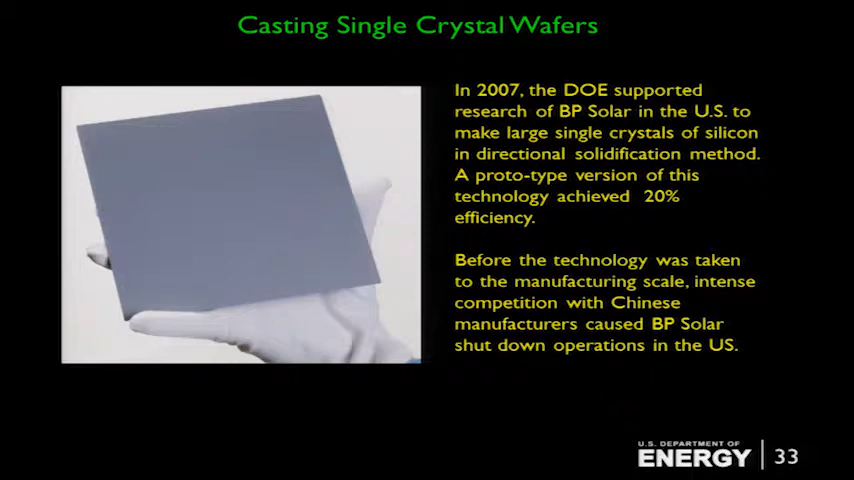 Casting Single Crystal Wafers
In 2007, the DOE supported
research of BP Solar in the U.S. to
make large single crystals of silicon
in directional solidification method.
A proto-type version of this
technology achieved 20%
efficiency.
Before the technology was taken
to the manufacturing scale, intense
competition with Chinese
manufacturers caused BP Solar
shut down operations in the US.
U.S. DEPARTMENT OF
ENERGY
33